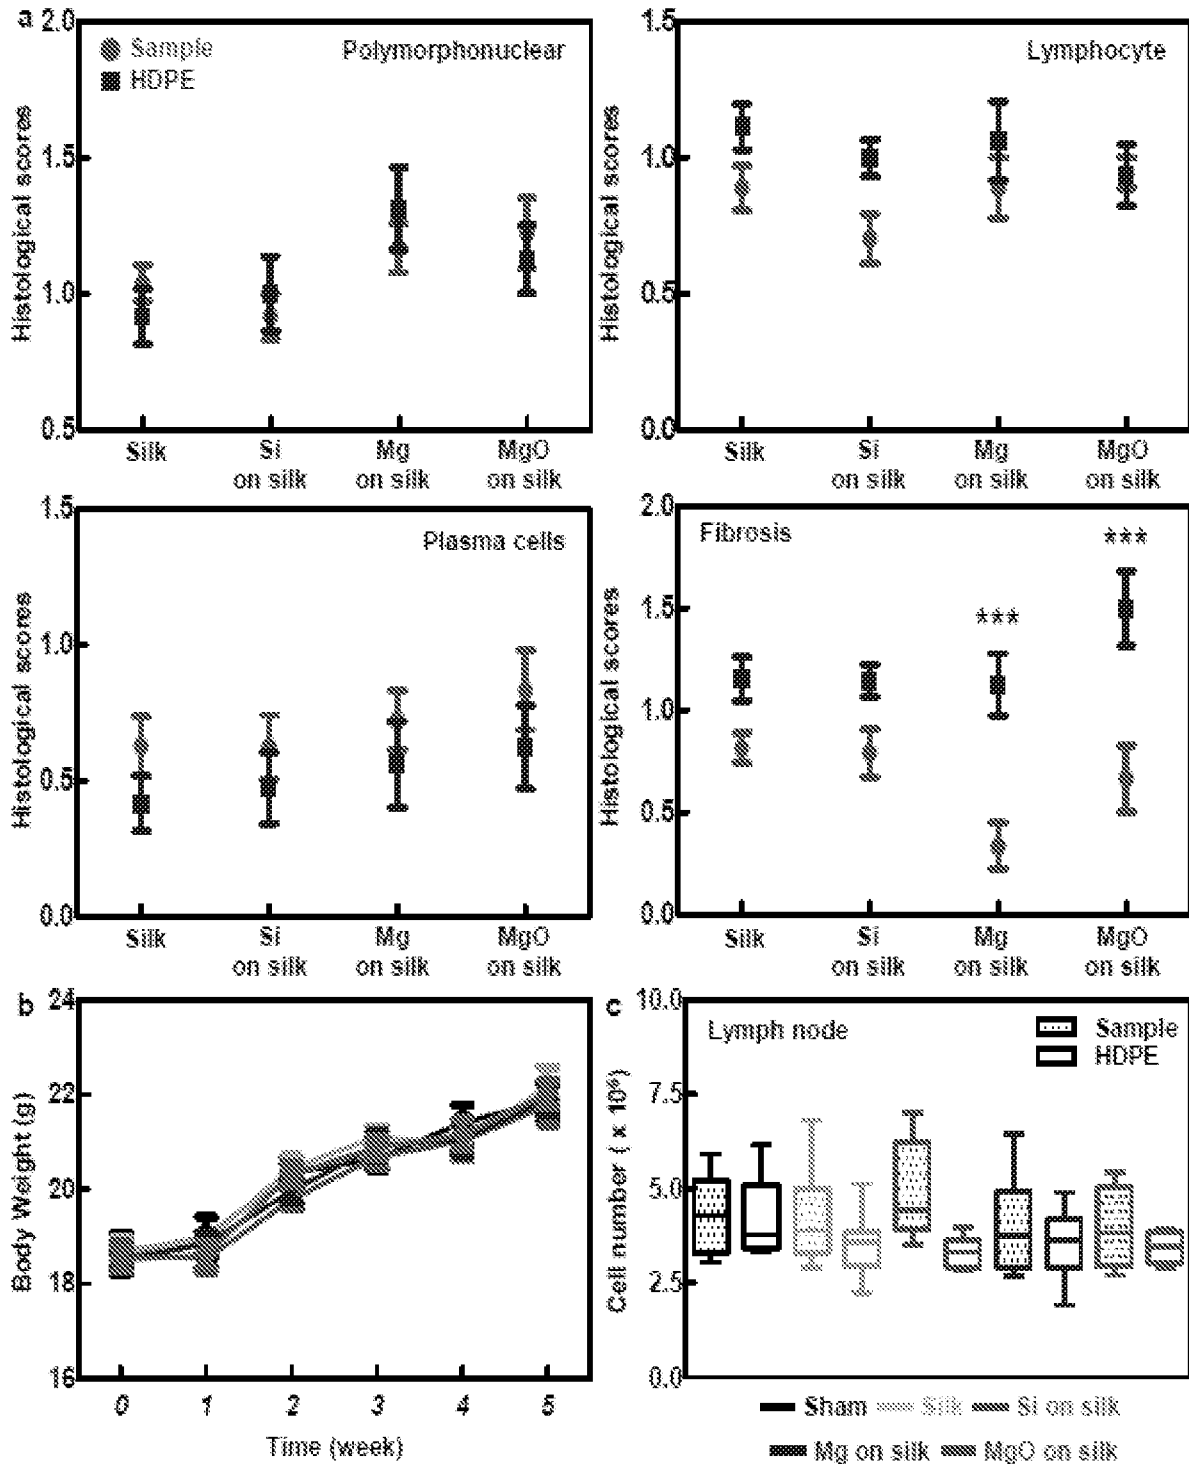 a
2.0
Sample
HDPE
Polymorphonuclear
Histological scores
1.5
1.0
0.5
Silk
Si
on silk
Mg
on silk
MgO
on silk
1.5
Lymphocyte
Histological scores
1.0
0.5
0.0
Silk
Si
on silk
Mg
on silk
MgO
on silk
1.5
Plasma cells
Histological scores
1.0
0.5
0.0
Silk
Si
on silk
Mg
on silk
MgO
on silk
2.0
Fibrosis
***
***
Histological scores
1.5
1.0
0.5
0.0
Silk
Si
on silk
Mg
on silk
MgO
on silk
b
24
Body Weight (g)
22
20
18
16
0 1 2 3 4 5
Time (week)
c
10.0
Lymph node
Sample
HDPE
Cell number ( x 10⁶)
7.5
5.0
2.5
0.0
Sham Silk Si on silk
Mg on silk MgO on silk